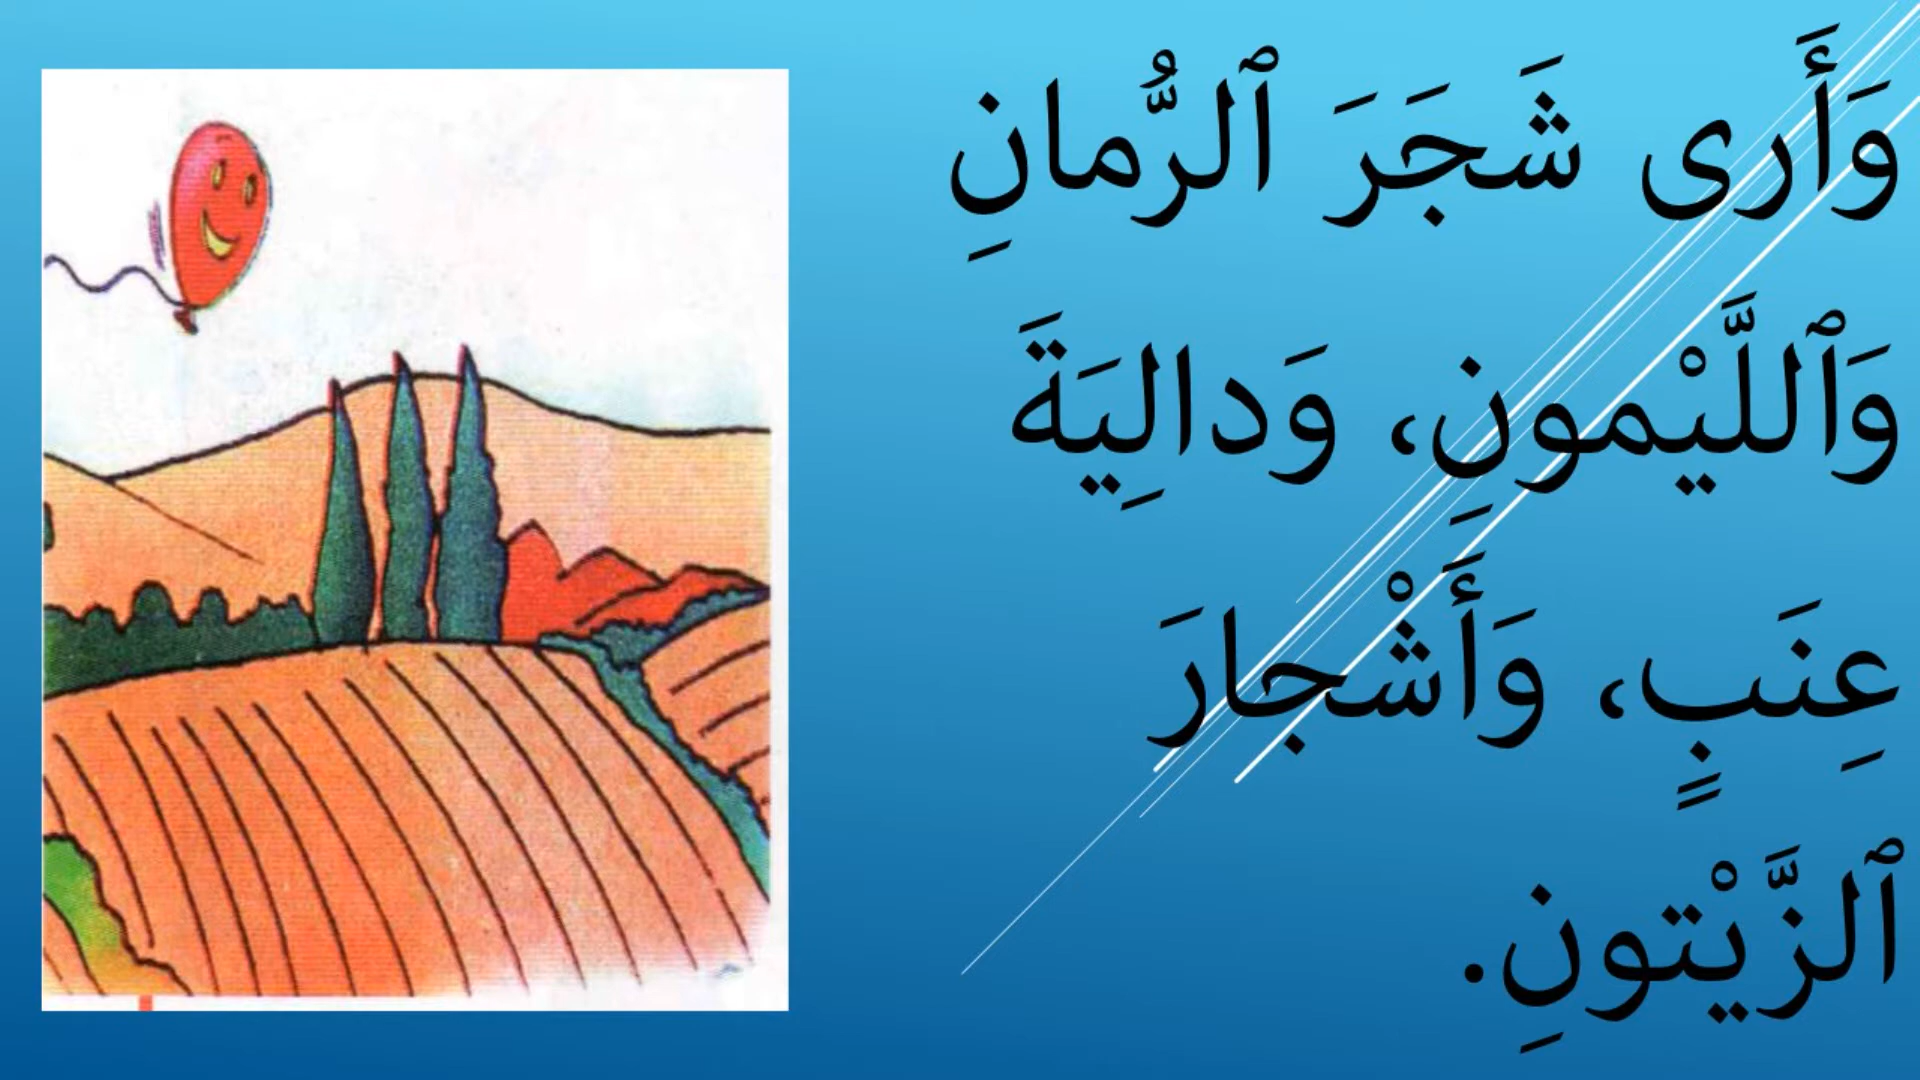 وَأَرى شَجَرَ ٱلرُّمانِ
وَٱللَّيْمونِ، وَدالِيَةَ
عِنَبٍ، وَأَشْجارَ
ٱلزَّيْتونِ.